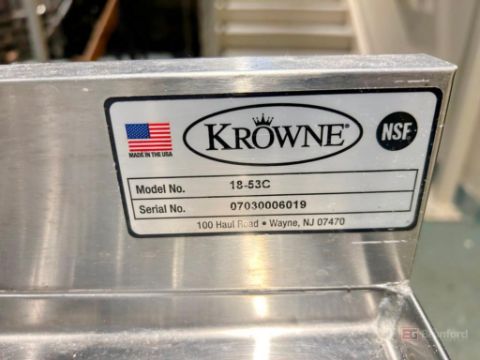 KROWNE®
NSF
MADE IN THE USA
Model No. 18-53C
Serial No. 07030006019
100 Haul Road • Wayne, NJ 07470